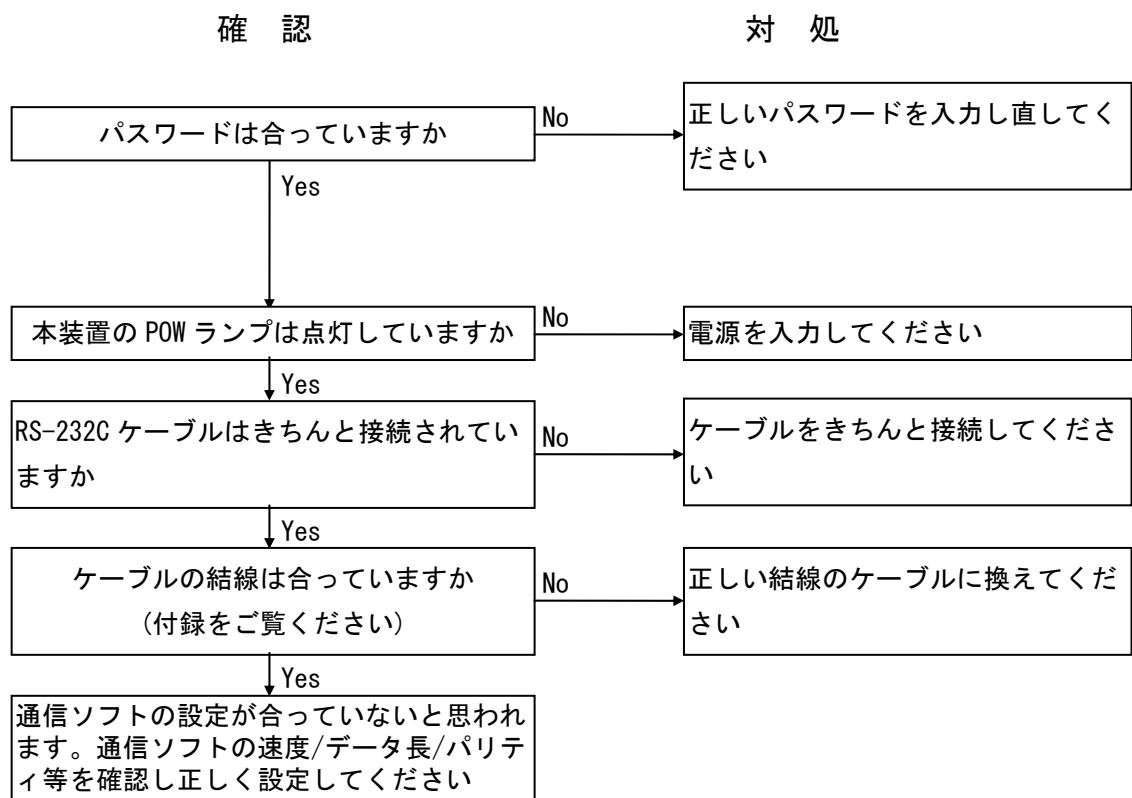 確　認
対　処
パスワードは合っていますか
No
正しいパスワードを入力し直してく
ださい
Yes
本装置の POW ランプは点灯していますか
No
電源を入力してください
Yes
RS-232C ケーブルはきちんと接続されてい
ますか
No
ケーブルをきちんと接続してくださ
い
Yes
ケーブルの結線は合っていますか
(付録をご覧ください)
No
正しい結線のケーブルに換えてくだ
さい
Yes
通信ソフトの設定が合っていないと思われ
ます。通信ソフトの速度/データ長/パリテ
ィ等を確認し正しく設定してください